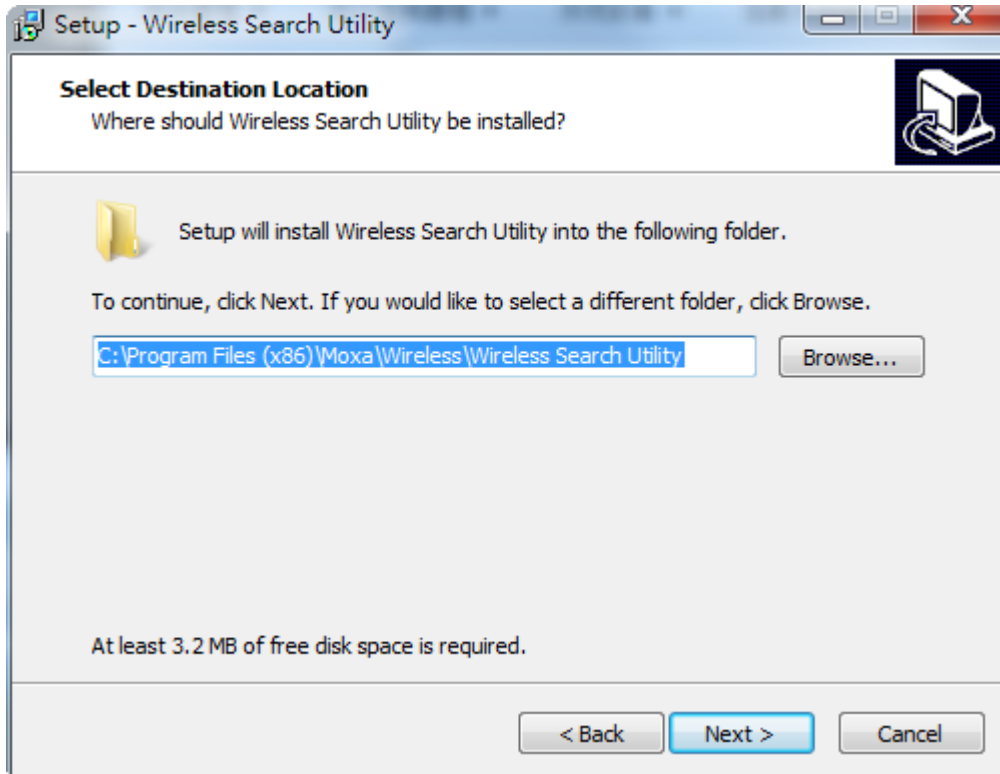 Setup - Wireless Search Utility
Select Destination Location
Where should Wireless Search Utility be installed?
Setup will install Wireless Search Utility into the following folder.
To continue, click Next. If you would like to select a different folder, click Browse.
C:\Program Files (x86)\Moxa\Wireless\Wireless Search Utility
Browse...
At least 3.2 MB of free disk space is required.
< Back
Next >
Cancel